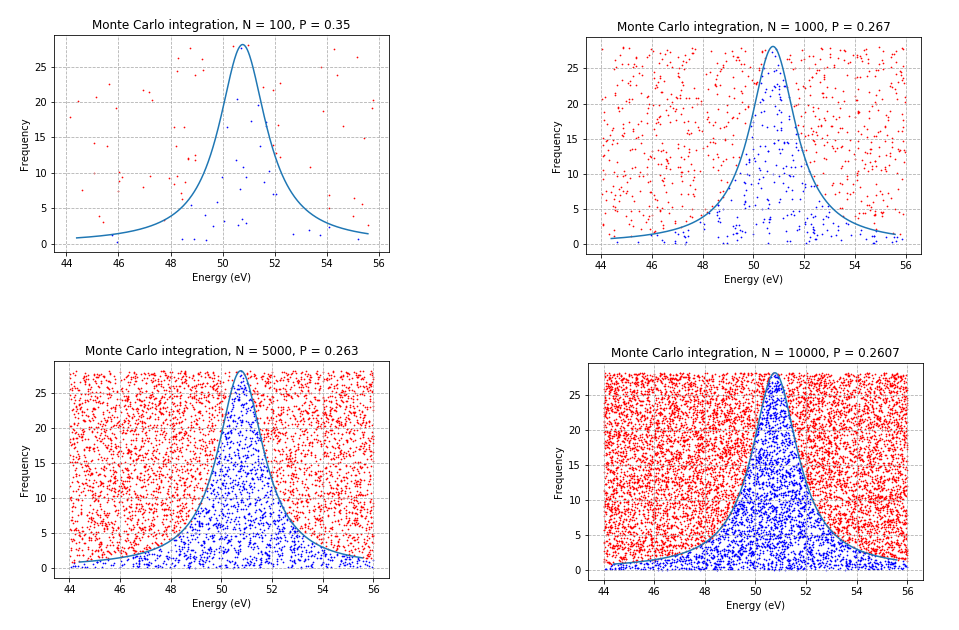 Monte Carlo integration, N = 100, P = 0.35
25
20
15
10
5
0
Frequency
44 46 48 50 52 54 56
Energy (eV)
Monte Carlo integration, N = 1000, P = 0.267
25
20
15
10
5
0
Frequency
44 46 48 50 52 54 56
Energy (eV)
Monte Carlo integration, N = 5000, P = 0.263
25
20
15
10
5
0
Frequency
44 46 48 50 52 54 56
Energy (eV)
Monte Carlo integration, N = 10000, P = 0.2607
25
20
15
10
5
0
Frequency
44 46 48 50 52 54 56
Energy (eV)